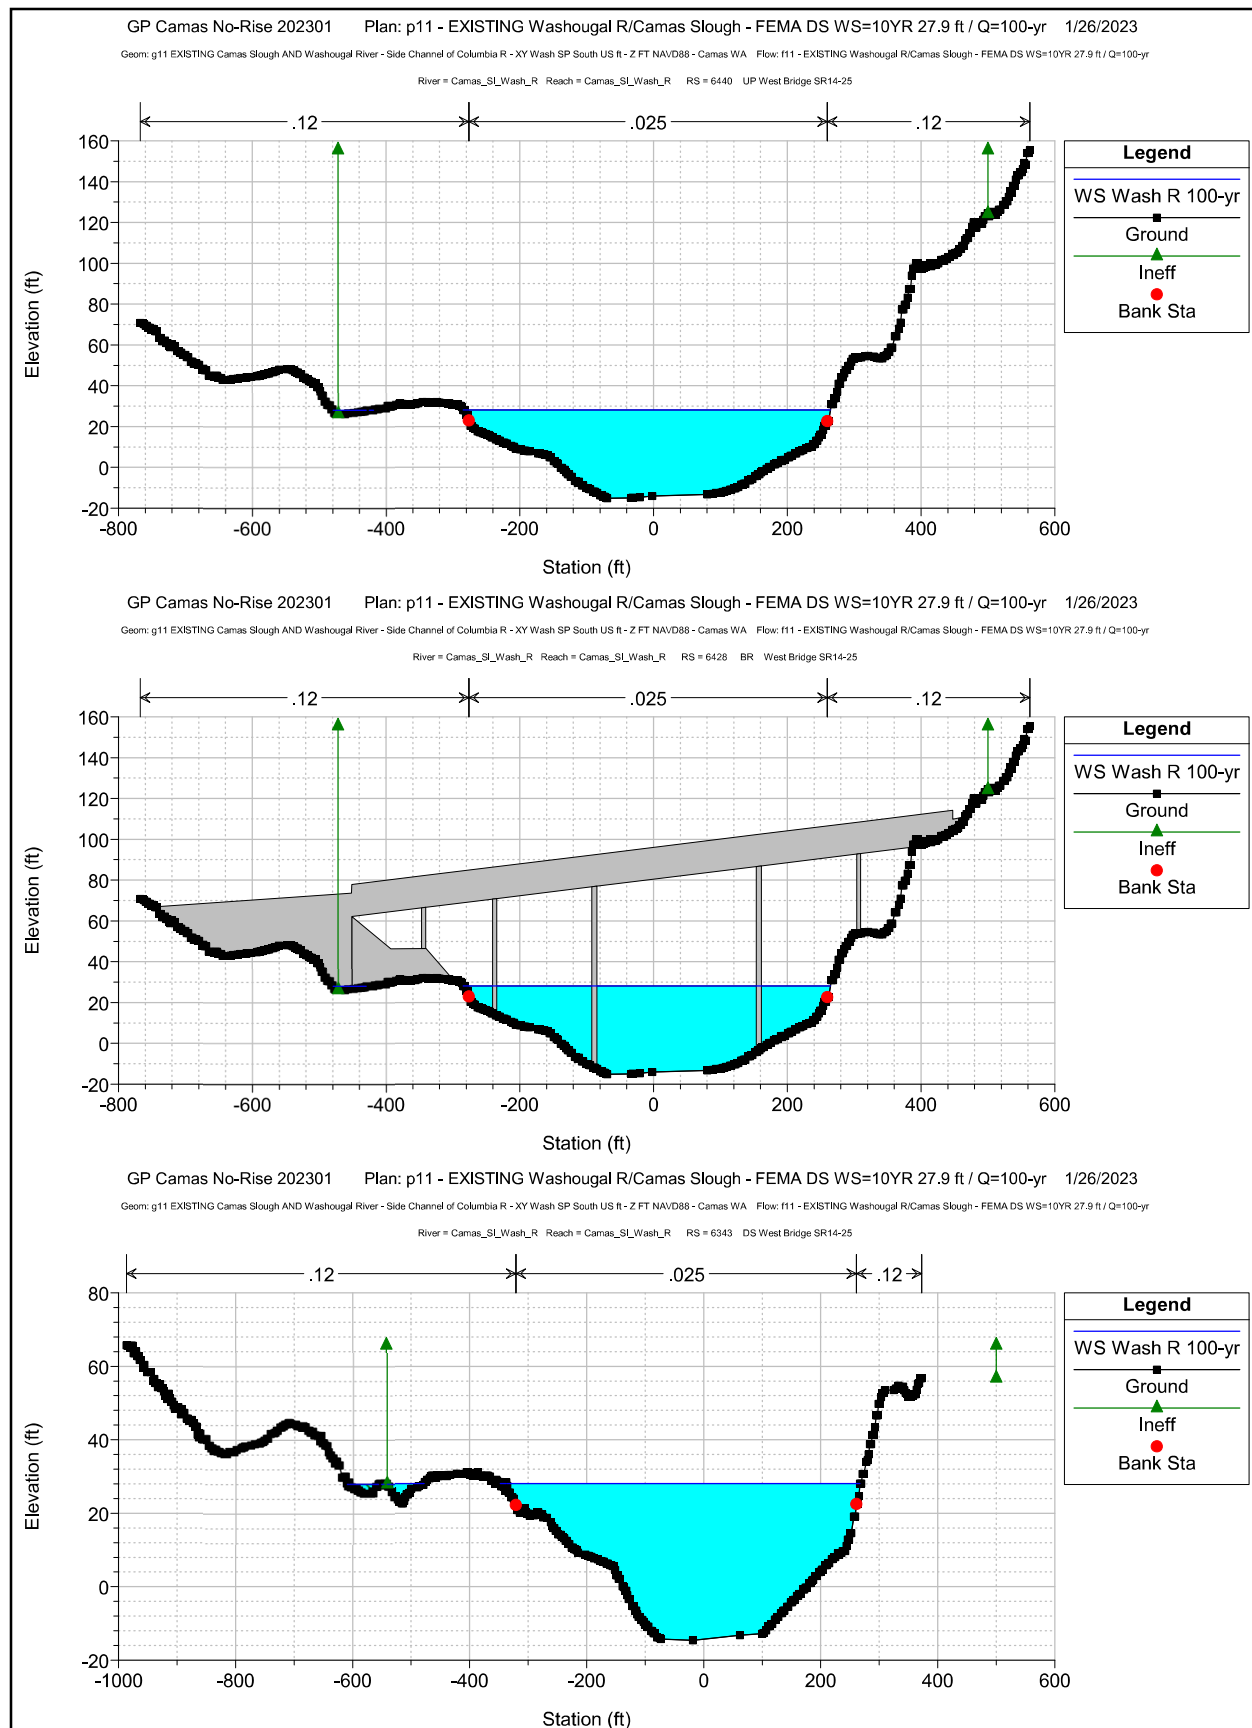 GP Camas No-Rise 202301 Plan: p11 - EXISTING Washougal R/Camas Slough - FEMA DS WS=10YR 27.9 ft / Q=100-yr 1/26/2023
Geom: g11 EXISTING Camas Slough AND Washougal River - Side Channel of Columbia R - XY Wash SP South US ft - Z FT NAVD88 - Camas WA Flow: f11 - EXISTING Washougal R/Camas Slough - FEMA DS WS=10YR 27.9 ft / Q=100-yr
River = Camas_Sl_Wash_R Reach = Camas_Sl_Wash_R RS = 6440 UP West Bridge SR14-25
.12 .025 .12
160
140
120
100
80
60
40
20
0
-20
Elevation (ft)
-800 -600 -400 -200 0 200 400 600
Station (ft)
Legend
WS Wash R 100-yr
Ground
Ineff
Bank Sta
GP Camas No-Rise 202301 Plan: p11 - EXISTING Washougal R/Camas Slough - FEMA DS WS=10YR 27.9 ft / Q=100-yr 1/26/2023
Geom: g11 EXISTING Camas Slough AND Washougal River - Side Channel of Columbia R - XY Wash SP South US ft - Z FT NAVD88 - Camas WA Flow: f11 - EXISTING Washougal R/Camas Slough - FEMA DS WS=10YR 27.9 ft / Q=100-yr
River = Camas_Sl_Wash_R Reach = Camas_Sl_Wash_R RS = 6428 BR West Bridge SR14-25
.12 .025 .12
160
140
120
100
80
60
40
20
0
-20
Elevation (ft)
-800 -600 -400 -200 0 200 400 600
Station (ft)
Legend
WS Wash R 100-yr
Ground
Ineff
Bank Sta
GP Camas No-Rise 202301 Plan: p11 - EXISTING Washougal R/Camas Slough - FEMA DS WS=10YR 27.9 ft / Q=100-yr 1/26/2023
Geom: g11 EXISTING Camas Slough AND Washougal River - Side Channel of Columbia R - XY Wash SP South US ft - Z FT NAVD88 - Camas WA Flow: f11 - EXISTING Washougal R/Camas Slough - FEMA DS WS=10YR 27.9 ft / Q=100-yr
River = Camas_Sl_Wash_R Reach = Camas_Sl_Wash_R RS = 6343 DS West Bridge SR14-25
.12 .025 .12
80
60
40
20
0
-20
Elevation (ft)
-1000 -800 -600 -400 -200 0 200 400 600
Station (ft)
Legend
WS Wash R 100-yr
Ground
Ineff
Bank Sta